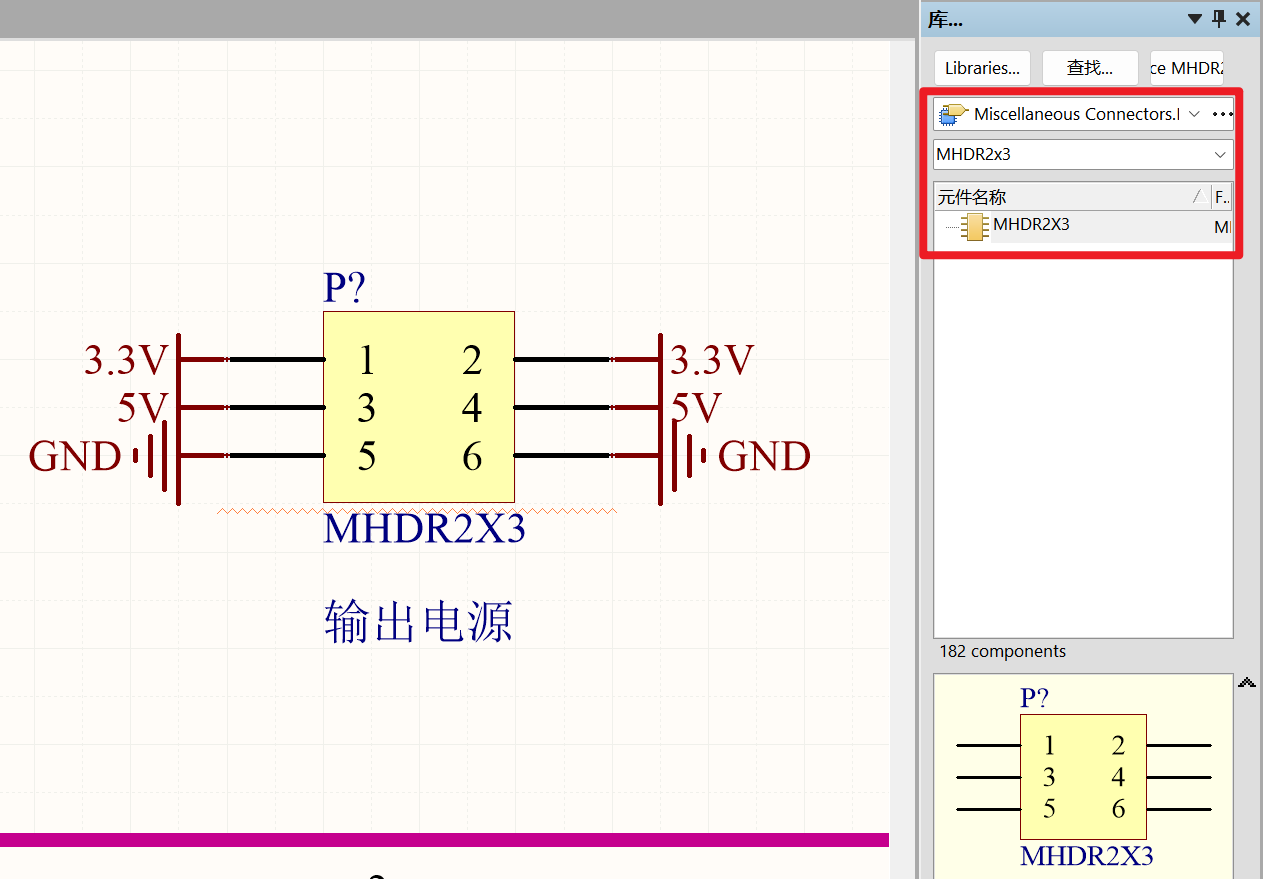 库...
Libraries...
查找...
ce MHDR2
Miscellaneous Connectors.I
MHDR2x3
元件名称
F..
MHDR2X3
182 components
P?
1 2
3 4
5 6
MHDR2X3
P?
3.3V 1 2 3.3V
5V 3 4 5V
GND 5 6 GND
MHDR2X3
输出电源